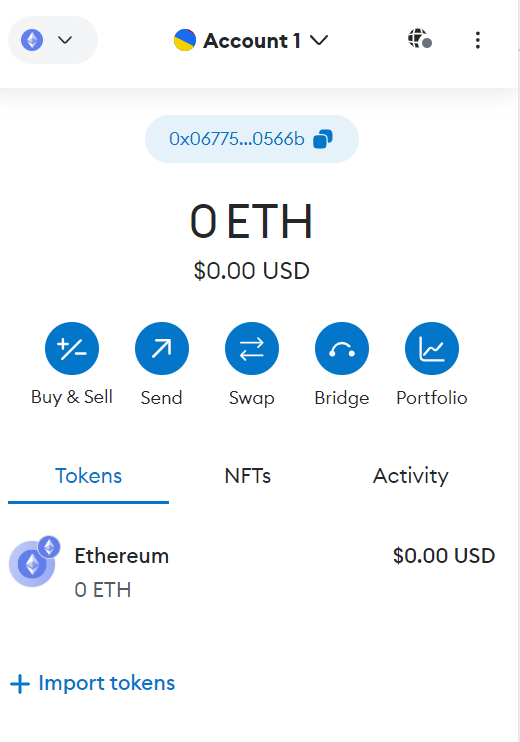 Account 1
0x06775...0566b
0 ETH
$0.00 USD
Buy & Sell Send Swap Bridge Portfolio
Tokens NFTs Activity
Ethereum $0.00 USD
0 ETH
+ Import tokens